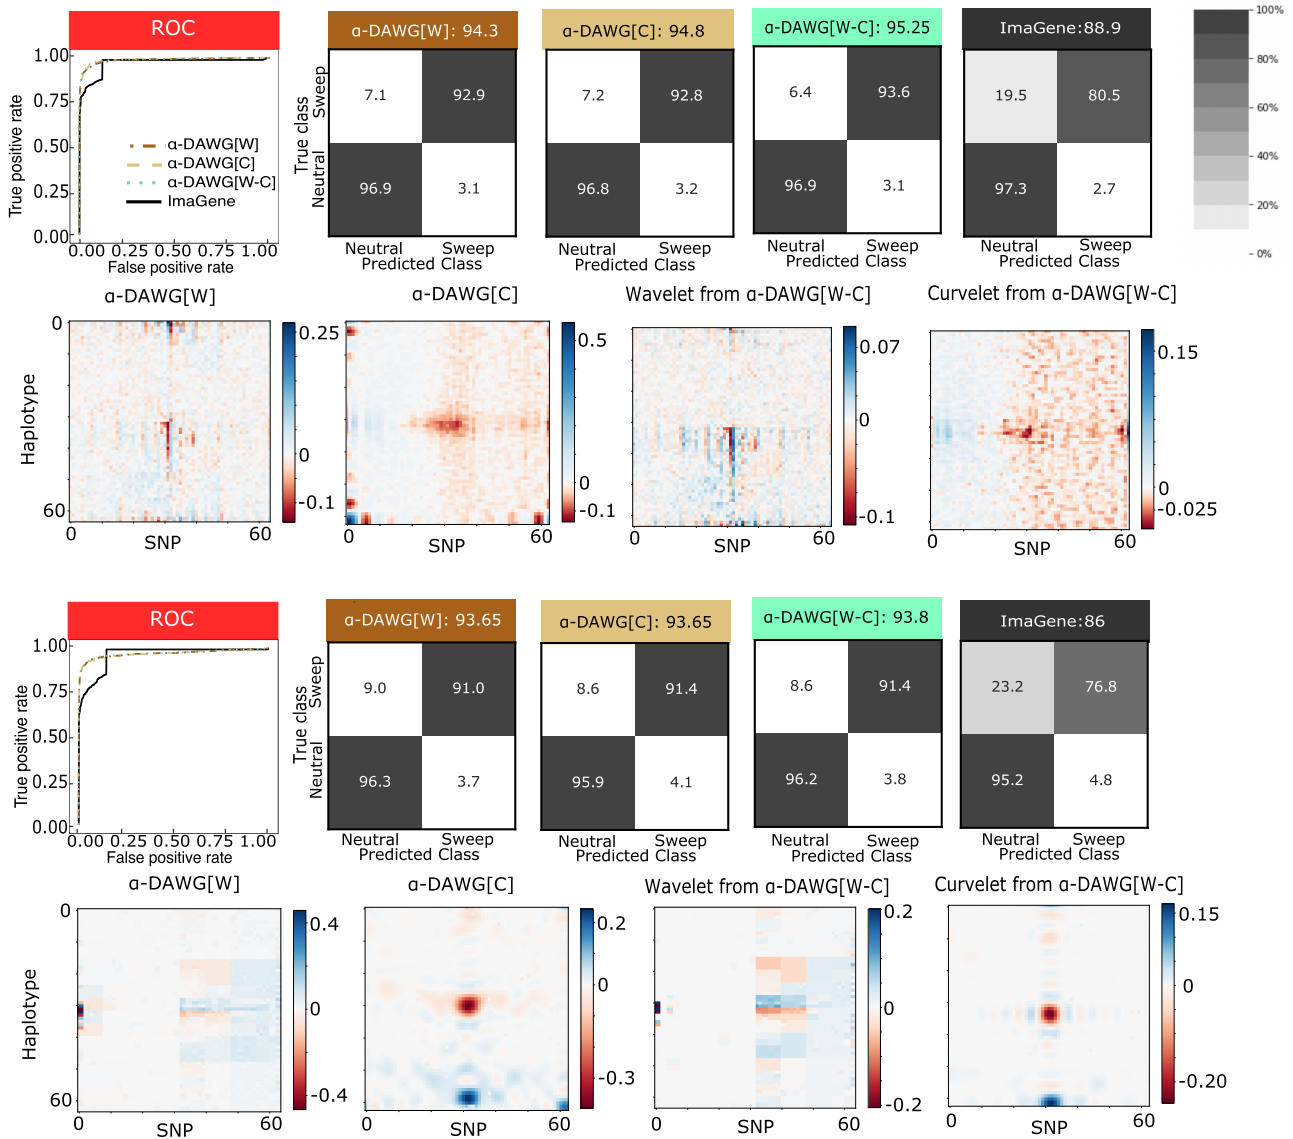 ROC
α-DAWG[W]: 94.3
α-DAWG[C]: 94.8
α-DAWG[W-C]: 95.25
ImaGene:88.9
100%
80%
60%
40%
20%
0%
True positive rate
1.00
0.75
0.50
0.25
0.00
α-DAWG[W]
α-DAWG[C]
α-DAWG[W-C]
ImaGene
0.00 0.25 0.50 0.75 1.00
False positive rate
True class
Sweep
Neutral
7.1 92.9
96.9 3.1
7.2 92.8
96.8 3.2
6.4 93.6
96.9 3.1
19.5 80.5
97.3 2.7
Neutral Sweep
Predicted Class
Neutral Sweep
Predicted Class
Neutral Sweep
Predicted Class
Neutral Sweep
Predicted Class
α-DAWG[W]
α-DAWG[C]
Wavelet from α-DAWG[W-C]
Curvelet from α-DAWG[W-C]
Haplotype
0
60
0 60
SNP
0.25
0
-0.1
0 60
SNP
0.5
0
-0.1
0 60
SNP
0.07
0
-0.1
0 60
SNP
0.15
0
-0.025
ROC
α-DAWG[W]: 93.65
α-DAWG[C]: 93.65
α-DAWG[W-C]: 93.8
ImaGene:86
True positive rate
1.00
0.75
0.50
0.25
0.00
0.00 0.25 0.50 0.75 1.00
False positive rate
True class
Sweep
Neutral
9.0 91.0
96.3 3.7
8.6 91.4
95.9 4.1
8.6 91.4
96.2 3.8
23.2 76.8
95.2 4.8
Neutral Sweep
Predicted Class
Neutral Sweep
Predicted Class
Neutral Sweep
Predicted Class
Neutral Sweep
Predicted Class
α-DAWG[W]
α-DAWG[C]
Wavelet from α-DAWG[W-C]
Curvelet from α-DAWG[W-C]
Haplotype
0
60
0 60
SNP
0.4
0
-0.4
0 60
SNP
0.2
0
-0.3
0 60
SNP
0.2
0
-0.2
0 60
SNP
0.15
0
-0.20